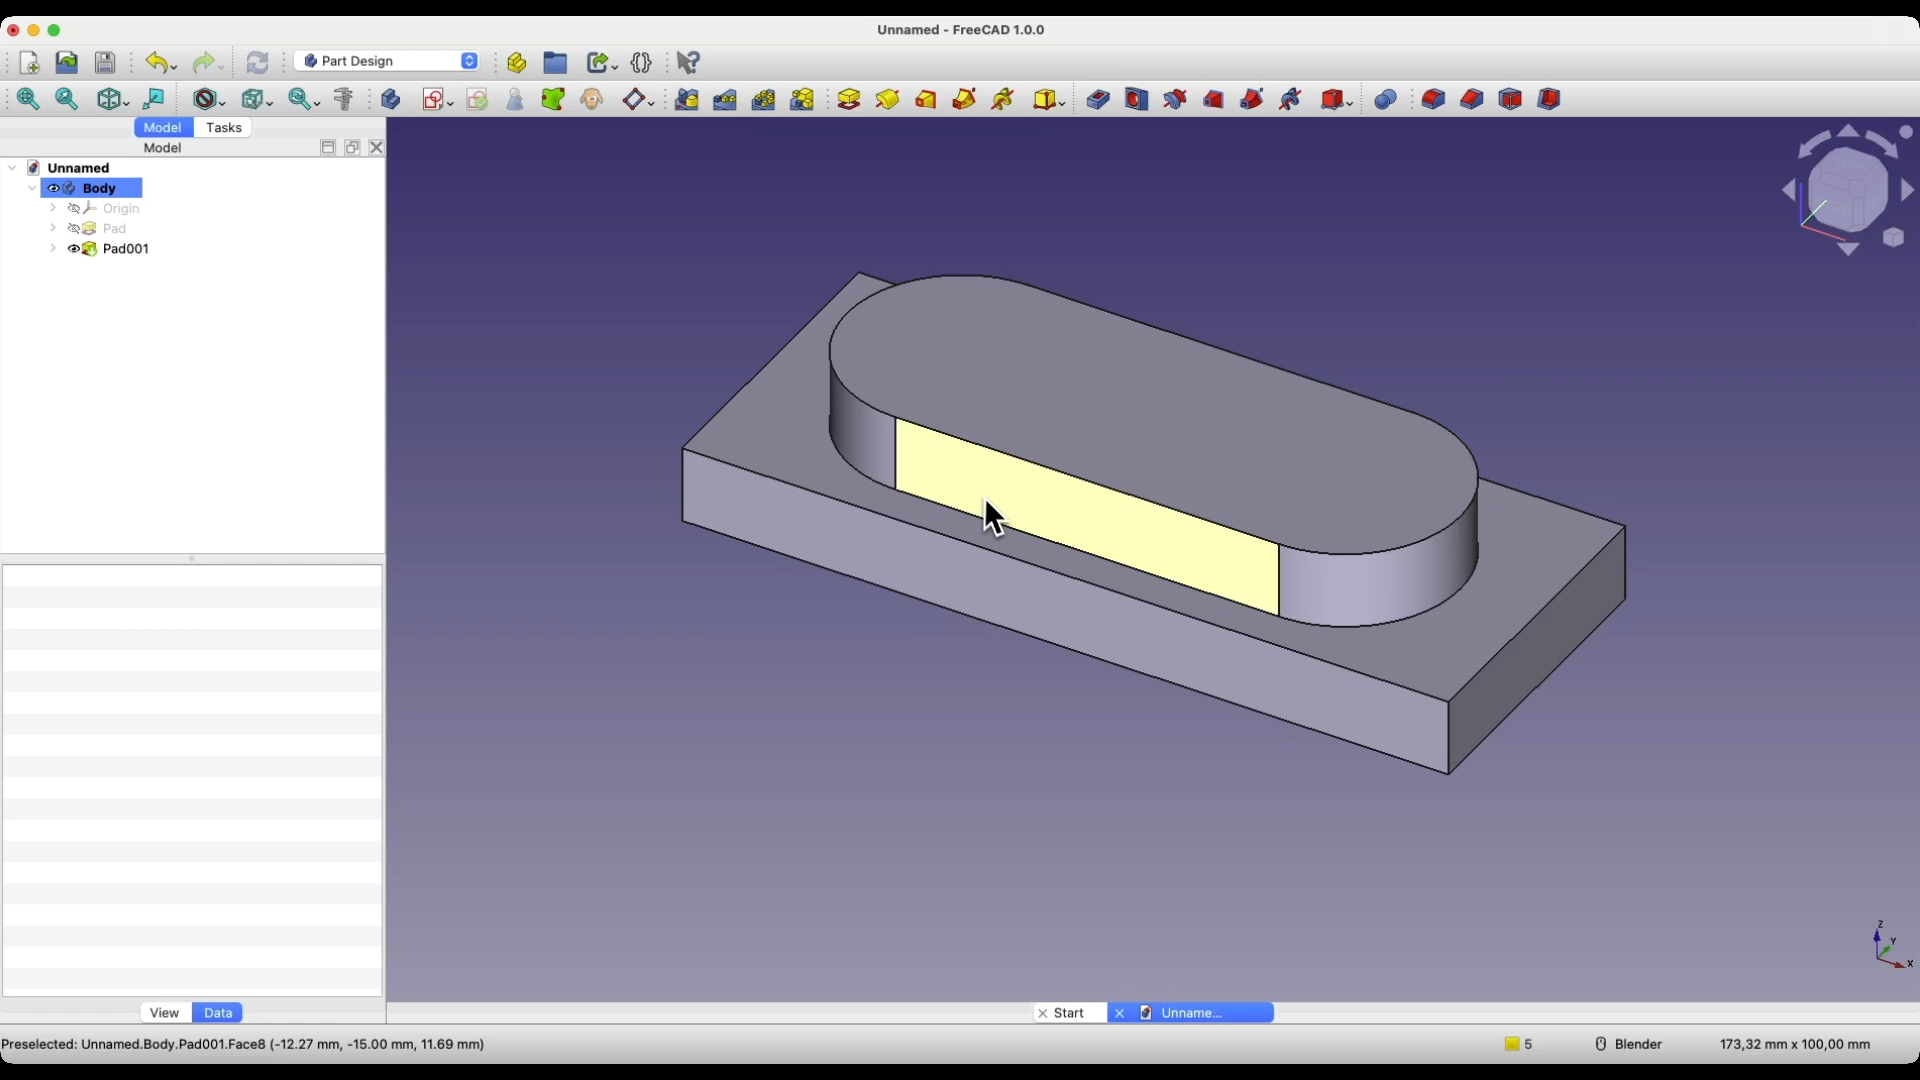 Unnamed - FreeCAD 1.0.0
Part Design
Model
Tasks
Model
Unnamed
Body
Origin
Pad
Pad001
Z
Y
X
View
Data
Start
Unname...
Preselected: Unnamed.Body.Pad001.Face8 (-12.27 mm, -15.00 mm, 11.69 mm)
5
Blender
173,32 mm x 100,00 mm